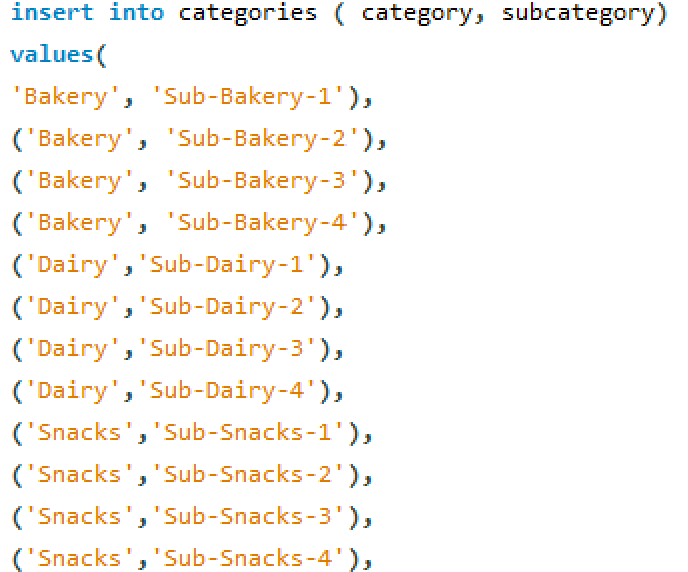 insert into categories ( category, subcategory)
values(
'Bakery', 'Sub-Bakery-1'),
('Bakery', 'Sub-Bakery-2'),
('Bakery', 'Sub-Bakery-3'),
('Bakery', 'Sub-Bakery-4'),
('Dairy','Sub-Dairy-1'),
('Dairy','Sub-Dairy-2'),
('Dairy','Sub-Dairy-3'),
('Dairy','Sub-Dairy-4'),
('Snacks','Sub-Snacks-1'),
('Snacks','Sub-Snacks-2'),
('Snacks','Sub-Snacks-3'),
('Snacks','Sub-Snacks-4'),